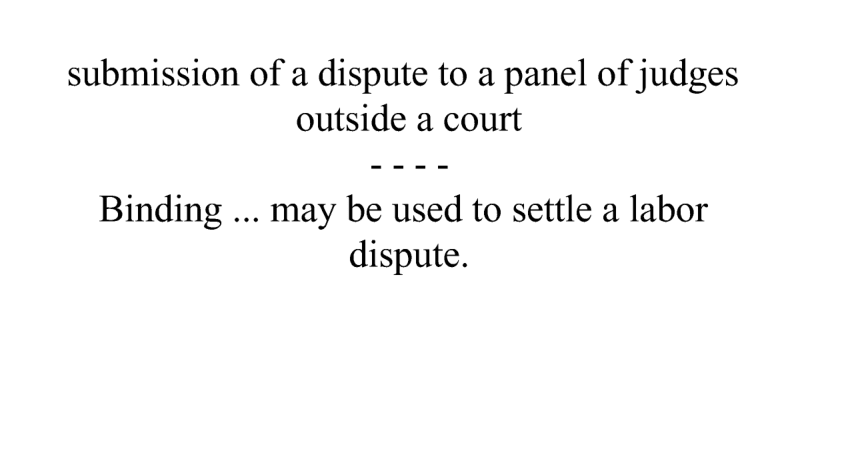 submission of a dispute to a panel of judges
outside a court
- - - -
Binding ... may be used to settle a labor
dispute.